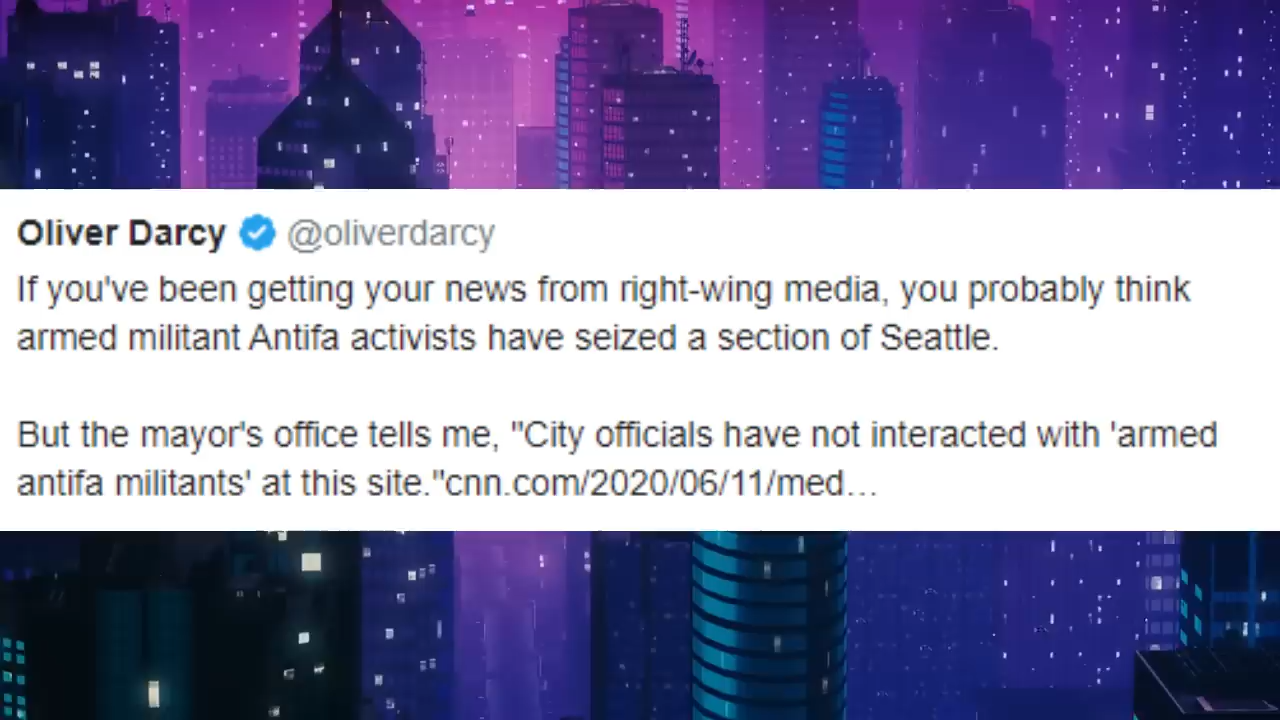 Oliver Darcy @oliverdarcy
If you've been getting your news from right-wing media, you probably think
armed militant Antifa activists have seized a section of Seattle.
But the mayor's office tells me, "City officials have not interacted with 'armed
antifa militants' at this site."cnn.com/2020/06/11/med…